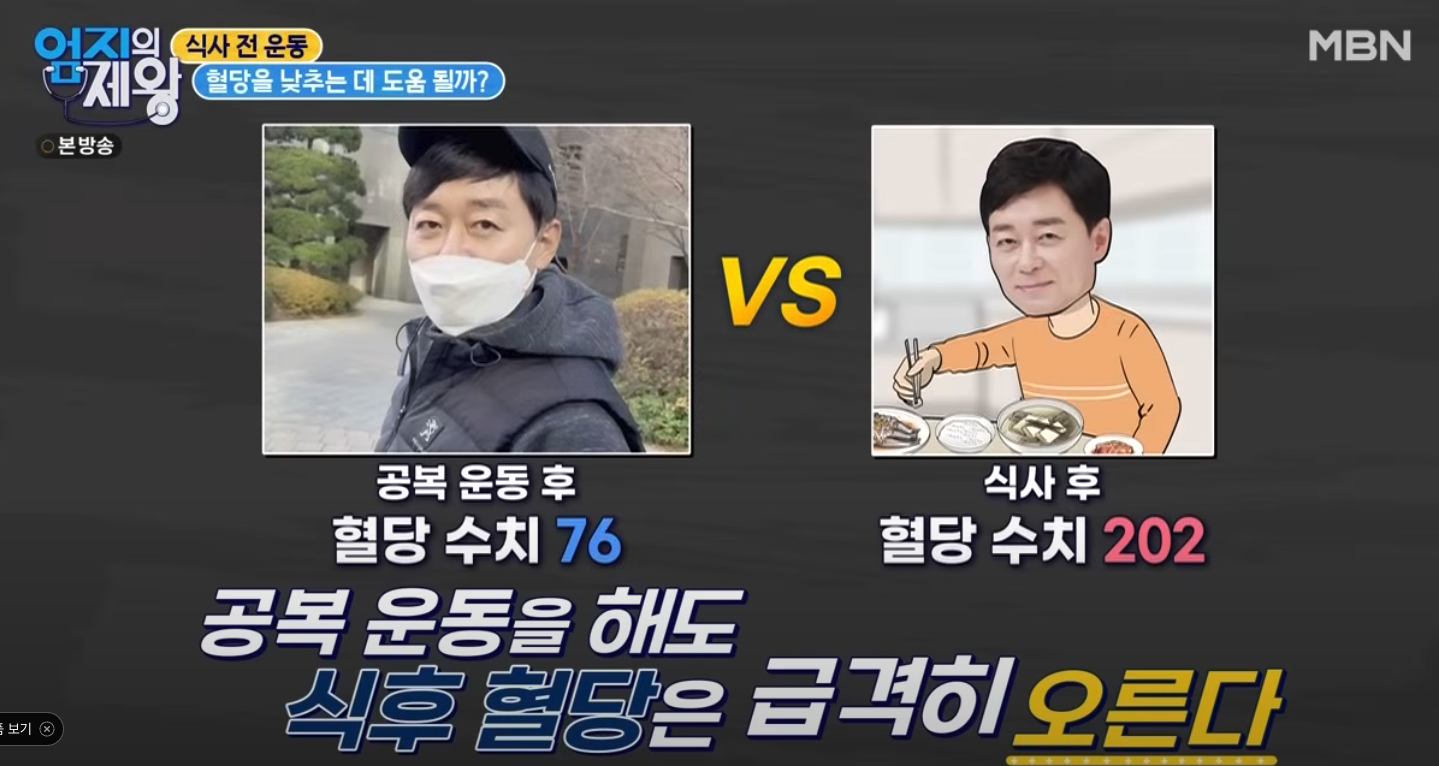 엄지의 제왕
식사 전 운동
혈당을 낮추는 데 도움 될까?
MBN
본방송
공복 운동 후
혈당 수치 76
VS
식사 후
혈당 수치 202
공복 운동을 해도
식후 혈당은 급격히 오른다
보기